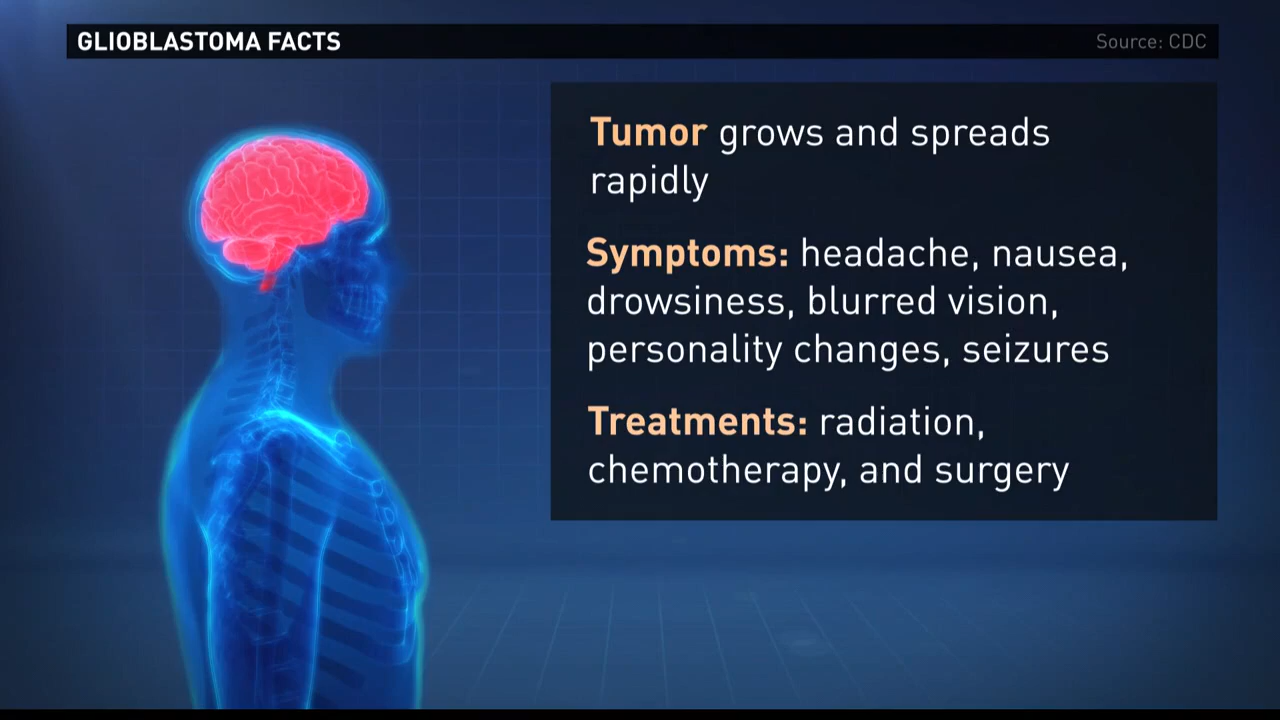 GLIOBLASTOMA FACTS
Source: CDC
Tumor grows and spreads
rapidly
Symptoms: headache, nausea,
drowsiness, blurred vision,
personality changes, seizures
Treatments: radiation,
chemotherapy, and surgery